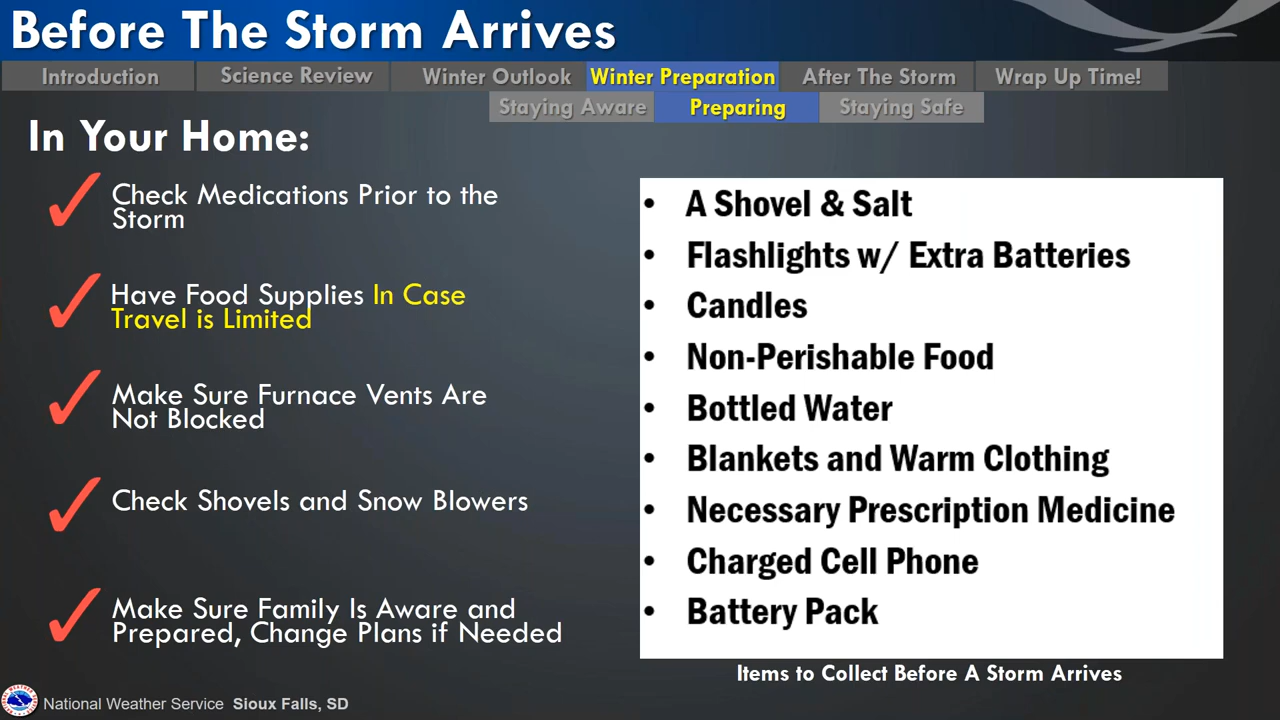 Before The Storm Arrives
Introduction
Science Review
Winter Outlook
Winter Preparation
After The Storm
Wrap Up Time!
Staying Aware
Preparing
Staying Safe
In Your Home:
Check Medications Prior to the
Storm
Have Food Supplies In Case
Travel is Limited
Make Sure Furnace Vents Are
Not Blocked
Check Shovels and Snow Blowers
Make Sure Family Is Aware and
Prepared, Change Plans if Needed
• A Shovel & Salt
• Flashlights w/ Extra Batteries
• Candles
• Non-Perishable Food
• Bottled Water
• Blankets and Warm Clothing
• Necessary Prescription Medicine
• Charged Cell Phone
• Battery Pack
Items to Collect Before A Storm Arrives
National Weather Service Sioux Falls, SD